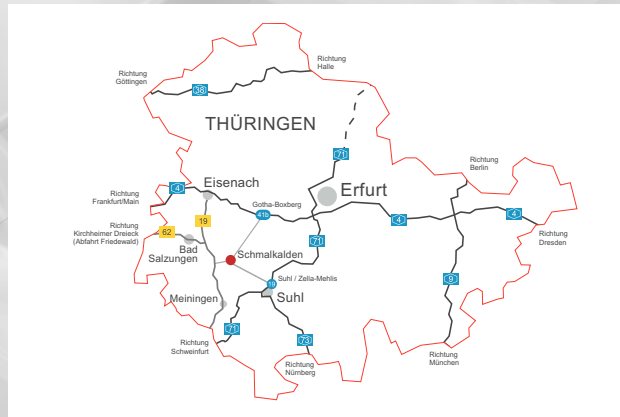 Richtung
Halle
Richtung
Göttingen
38
THÜRINGEN
71
Richtung
Berlin
4
Eisenach
Erfurt
Richtung
Frankfurt/Main
Gotha-Boxberg
41b
4
4
19
Richtung
Kirchheimer Dreieck
(Abfahrt Friedewald)
62
Richtung
Dresden
71
Bad
Salzungen
Schmalkalden
Suhl / Zella-Mehlis
19
9
Meiningen
Suhl
71
73
Richtung
Schweinfurt
Richtung
Nürnberg
Richtung
München